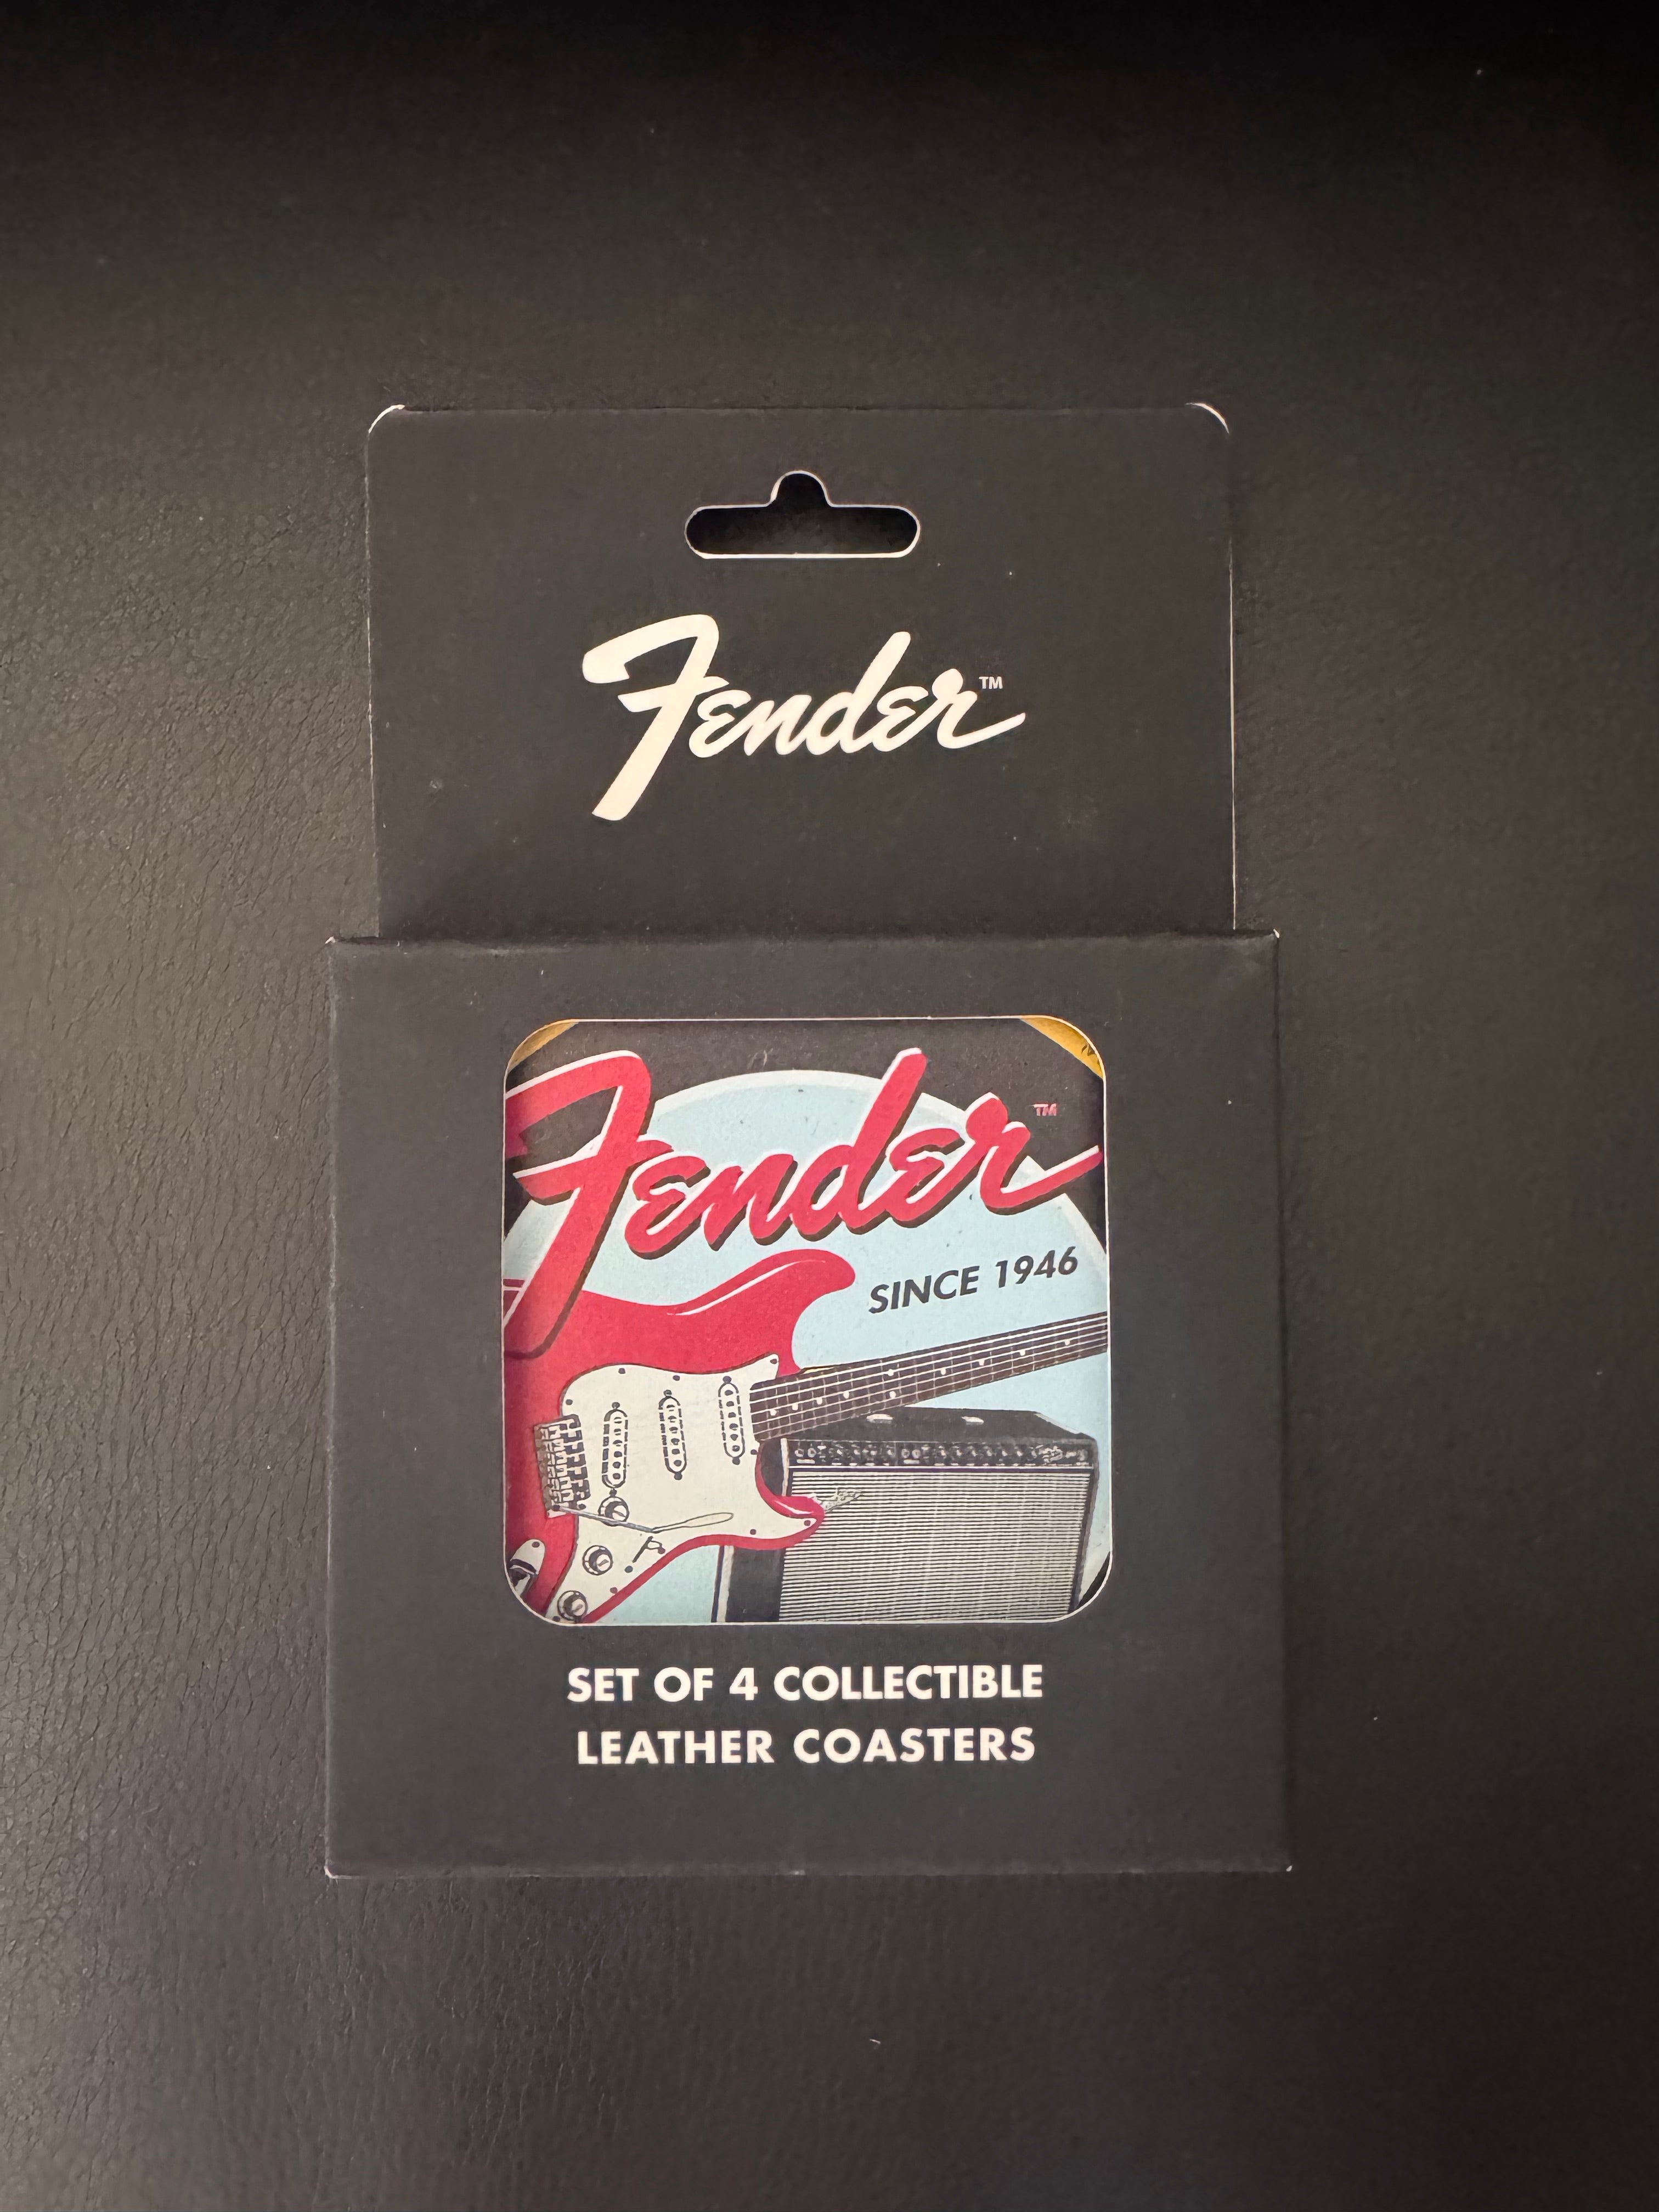 Fender™
Fender™
SINCE 1946
SET OF 4 COLLECTIBLE
LEATHER COASTERS